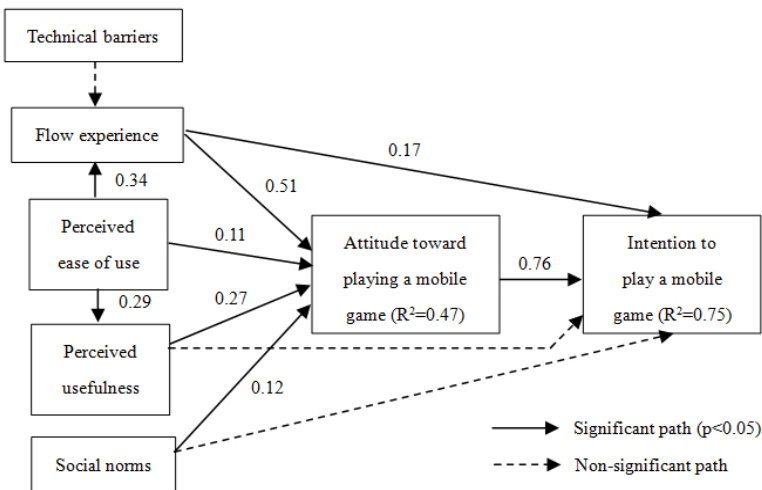 Technical barriers
Flow experience
0.17
0.34
0.51
Perceived
ease of use
0.11
Attitude toward
playing a mobile
game (R²=0.47)
0.76
Intention to
play a mobile
game (R²=0.75)
0.29
0.27
Perceived
usefulness
0.12
Social norms
Significant path (p<0.05)
Non-significant path